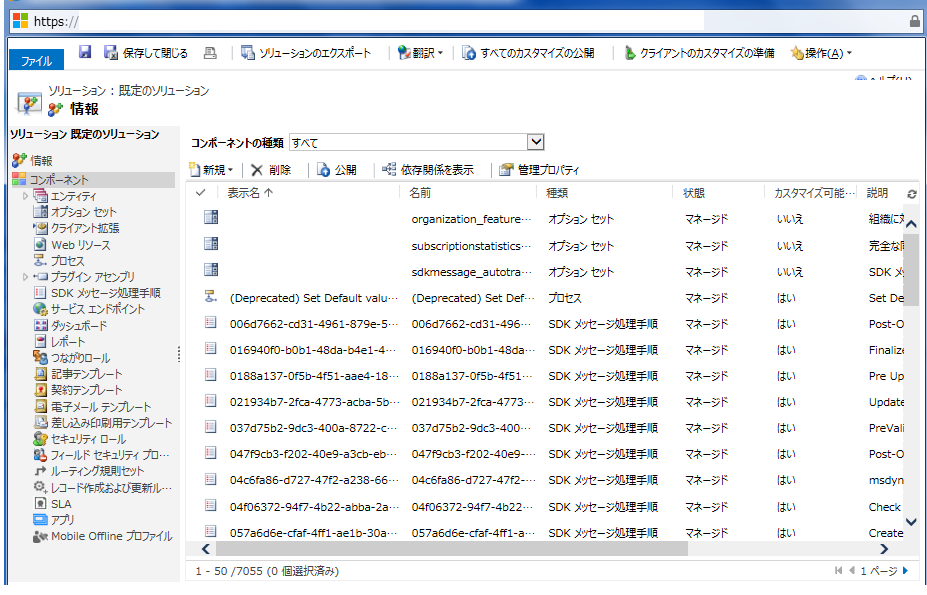 https://
ファイル 保存して閉じる ソリューションのエクスポート 翻訳 すべてのカスタマイズの公開 クライアントのカスタマイズの準備 操作(A)
ソリューション : 既定のソリューション
情報
ソリューション 既定のソリューション
情報
コンポーネント
エンティティ
オプション セット
クライアント拡張
Web リソース
プロセス
プラグイン アセンブリ
SDK メッセージ処理手順
サービス エンドポイント
ダッシュボード
レポート
つながりロール
記事テンプレート
契約テンプレート
電子メール テンプレート
差し込み印刷用テンプレート
セキュリティ ロール
フィールド セキュリティ プロ…
ルーティング規則セット
レコード作成および更新ル…
SLA
アプリ
Mobile Offline プロファイル
コンポーネントの種類 すべて
新規 削除 公開 依存関係を表示 管理プロパティ
表示名 名前 種類 状態 カスタマイズ可能… 説明
organization_feature… オプション セット マネージド いいえ 組織に対
subscriptionstatistics… オプション セット マネージド いいえ 完全な同
sdkmessage_autotra… オプション セット マネージド いいえ SDK メ
(Deprecated) Set Default valu… (Deprecated) Set Def… プロセス マネージド はい Set De
006d7662-cd31-4961-879e-5… 006d7662-cd31-496… SDK メッセージ処理手順 マネージド はい Post-O
016940f0-b0b1-48da-b4e1-4… 016940f0-b0b1-48da… SDK メッセージ処理手順 マネージド はい Finalize
0188a137-0f5b-4f51-aae4-18… 0188a137-0f5b-4f51… SDK メッセージ処理手順 マネージド はい Pre Up
021934b7-2fca-4773-acba-5b… 021934b7-2fca-4773… SDK メッセージ処理手順 マネージド はい Update
037d75b2-9dc3-400a-8722-c… 037d75b2-9dc3-400… SDK メッセージ処理手順 マネージド はい PreVali
047f9cb3-f202-40e9-a3cb-eb… 047f9cb3-f202-40e9-… SDK メッセージ処理手順 マネージド はい Post-O
04c6fa86-d727-47f2-a238-66… 04c6fa86-d727-47f2-… SDK メッセージ処理手順 マネージド はい msdyn
04f06372-94f7-4b22-abba-2a… 04f06372-94f7-4b22… SDK メッセージ処理手順 マネージド はい Check
057a6d6e-cfaf-4ff1-ae1b-30a… 057a6d6e-cfaf-4ff1-a… SDK メッセージ処理手順 マネージド はい Create
1 - 50 /7055 (0 個選択済み) 1 ページ